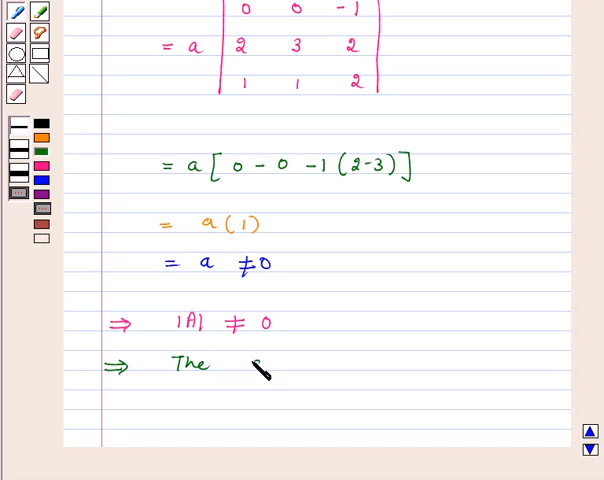 0 0 -1
= a 2 3 2
1 1 2
= a [ 0 - 0 - 1 ( 2-3 ) ]
= a ( 1 )
= a ≠ 0
⇒ |A| ≠ 0
⇒ The